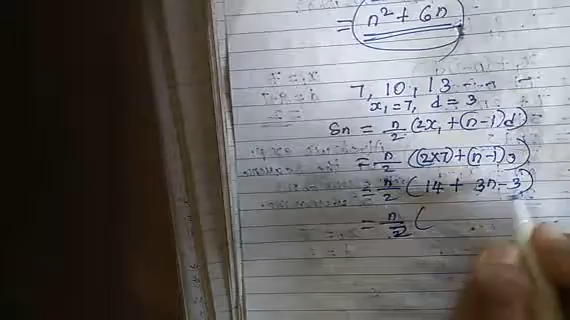 = n² + 6n
7, 10, 13 ......
x₁ = 7, d = 3
Sn = n/2 (2x₁ + (n-1)d)
= n/2 ((2×7) + (n-1)3)
= n/2 (14 + 3n - 3)
= n/2 (